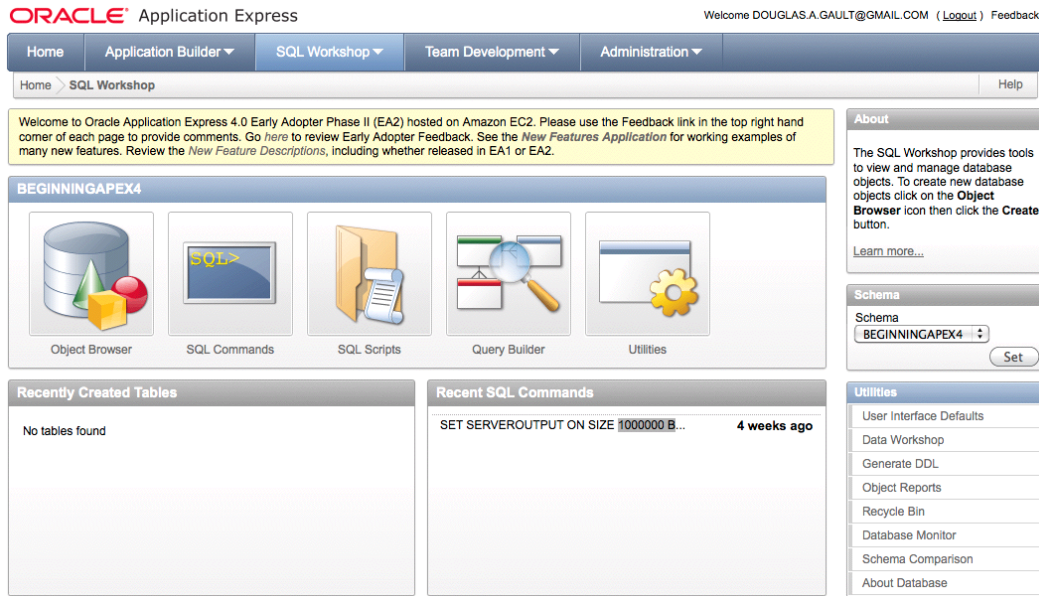 ORACLE® Application Express
Welcome DOUGLAS.A.GAULT@GMAIL.COM ( Logout ) Feedback
Home Application Builder SQL Workshop Team Development Administration
Home SQL Workshop Help
Welcome to Oracle Application Express 4.0 Early Adopter Phase II (EA2) hosted on Amazon EC2. Please use the Feedback link in the top right hand
corner of each page to provide comments. Go here to review Early Adopter Feedback. See the New Features Application for working examples of
many new features. Review the New Feature Descriptions, including whether released in EA1 or EA2.
BEGINNINGAPEX4
SQL>
Object Browser SQL Commands SQL Scripts Query Builder Utilities
Recently Created Tables
No tables found
Recent SQL Commands
SET SERVEROUTPUT ON SIZE 1000000 B... 4 weeks ago
About
The SQL Workshop provides tools
to view and manage database
objects. To create new database
objects click on the Object
Browser icon then click the Create
button.
Learn more...
Schema
Schema
BEGINNINGAPEX4
Set
Utilities
User Interface Defaults
Data Workshop
Generate DDL
Object Reports
Recycle Bin
Database Monitor
Schema Comparison
About Database